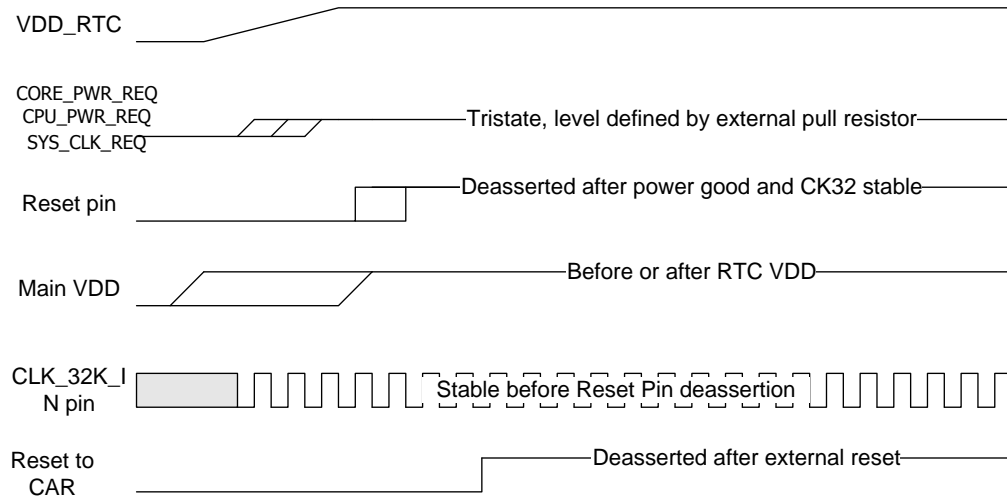 VDD_RTC
CORE_PWR_REQ
CPU_PWR_REQ
SYS_CLK_REQ
Tristate, level defined by external pull resistor
Reset pin
Deasserted after power good and CK32 stable
Main VDD
Before or after RTC VDD
CLK_32K_I
N pin
Stable before Reset Pin deassertion
Reset to
CAR
Deasserted after external reset